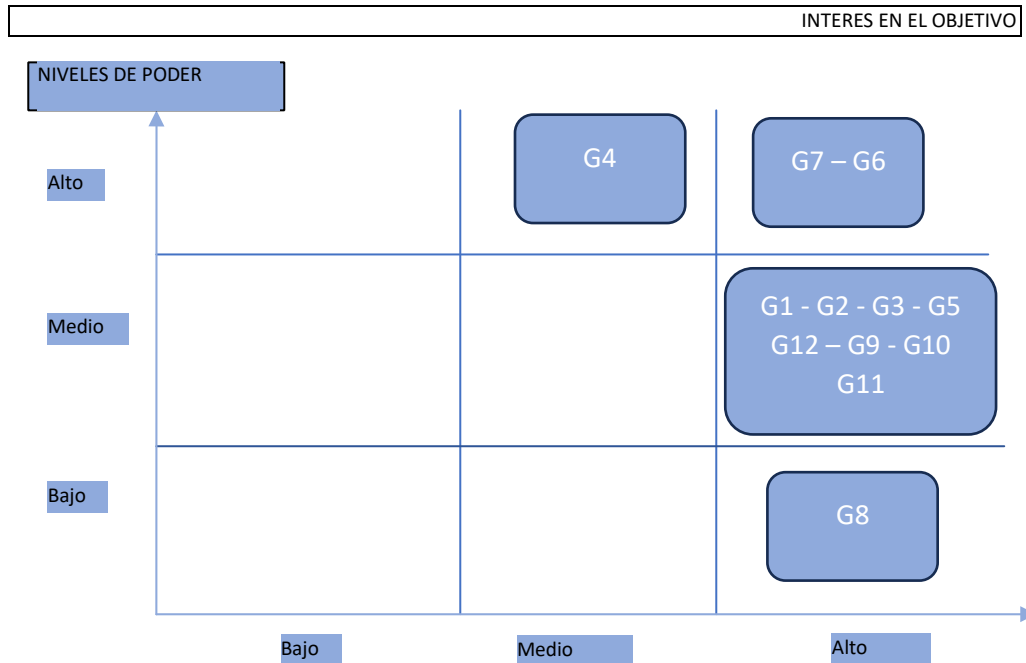 INTERES EN EL OBJETIVO
NIVELES DE PODER
G4
G7 – G6
Alto
G1 - G2 - G3 - G5
G12 – G9 - G10
G11
Medio
Bajo
G8
Bajo
Medio
Alto